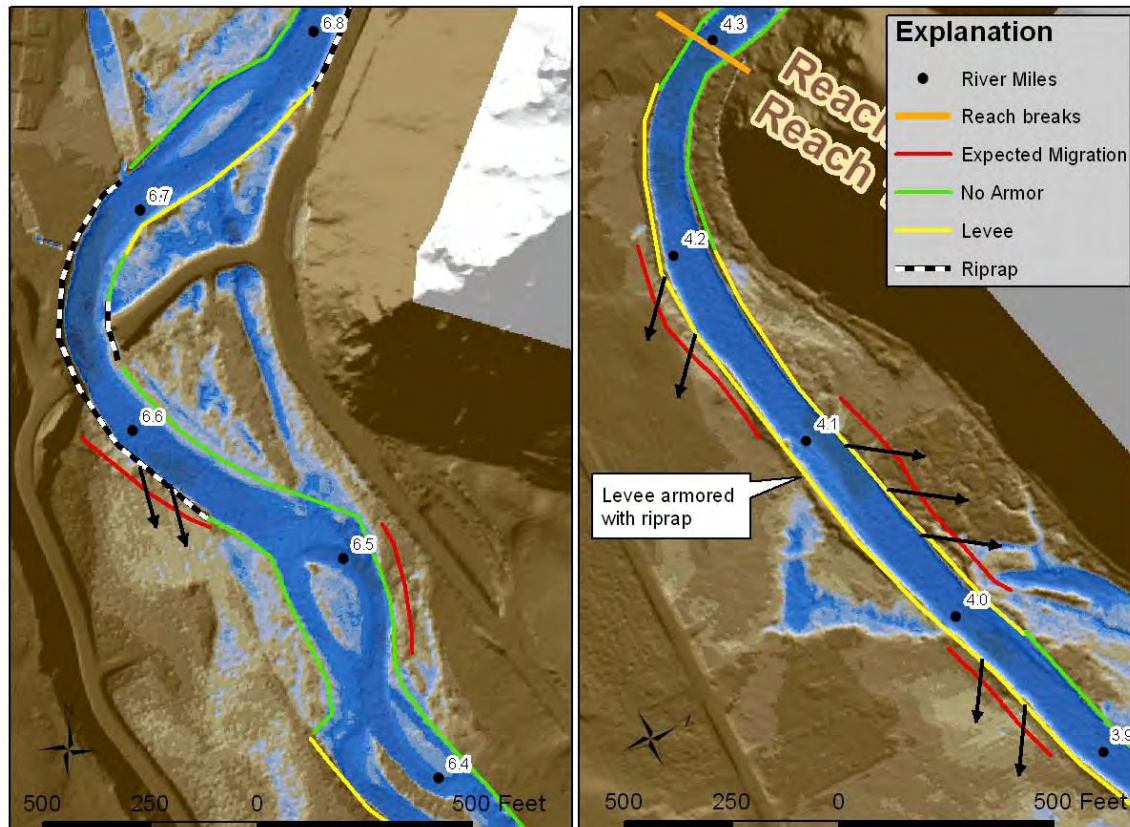 6.8
6.7
6.6
6.5
6.4
500 250 0 500 Feet
4.3
Reach
Reach
4.2
4.1
4.0
3.9
Levee armored
with riprap
500 250 0 500 Feet
Explanation
River Miles
Reach breaks
Expected Migration
No Armor
Levee
Riprap